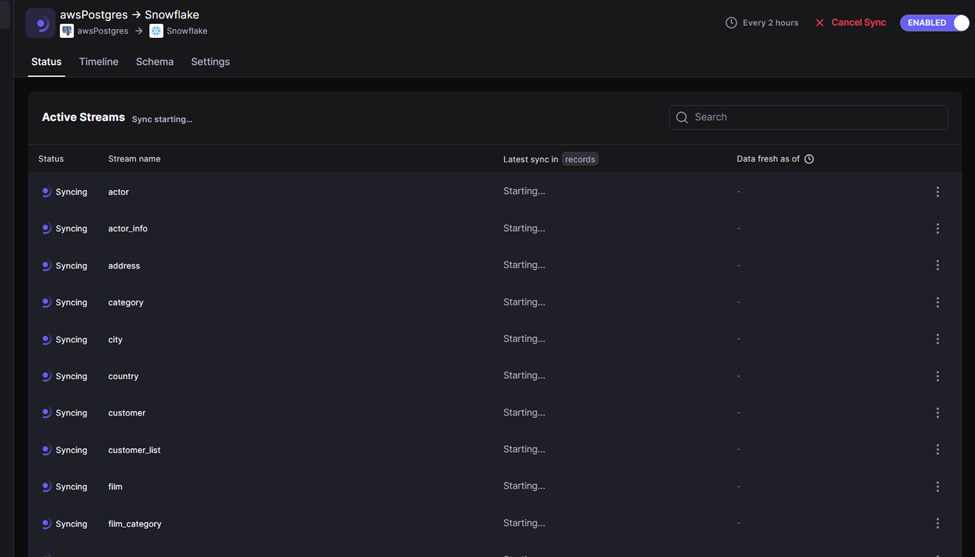 awsPostgres → Snowflake
awsPostgres → Snowflake
Every 2 hours
Cancel Sync
ENABLED
Status Timeline Schema Settings
Active Streams Sync starting...
Search
Status Stream name Latest sync in records Data fresh as of
Syncing actor Starting... -
Syncing actor_info Starting... -
Syncing address Starting... -
Syncing category Starting... -
Syncing city Starting... -
Syncing country Starting... -
Syncing customer Starting... -
Syncing customer_list Starting... -
Syncing film Starting... -
Syncing film_category Starting... -